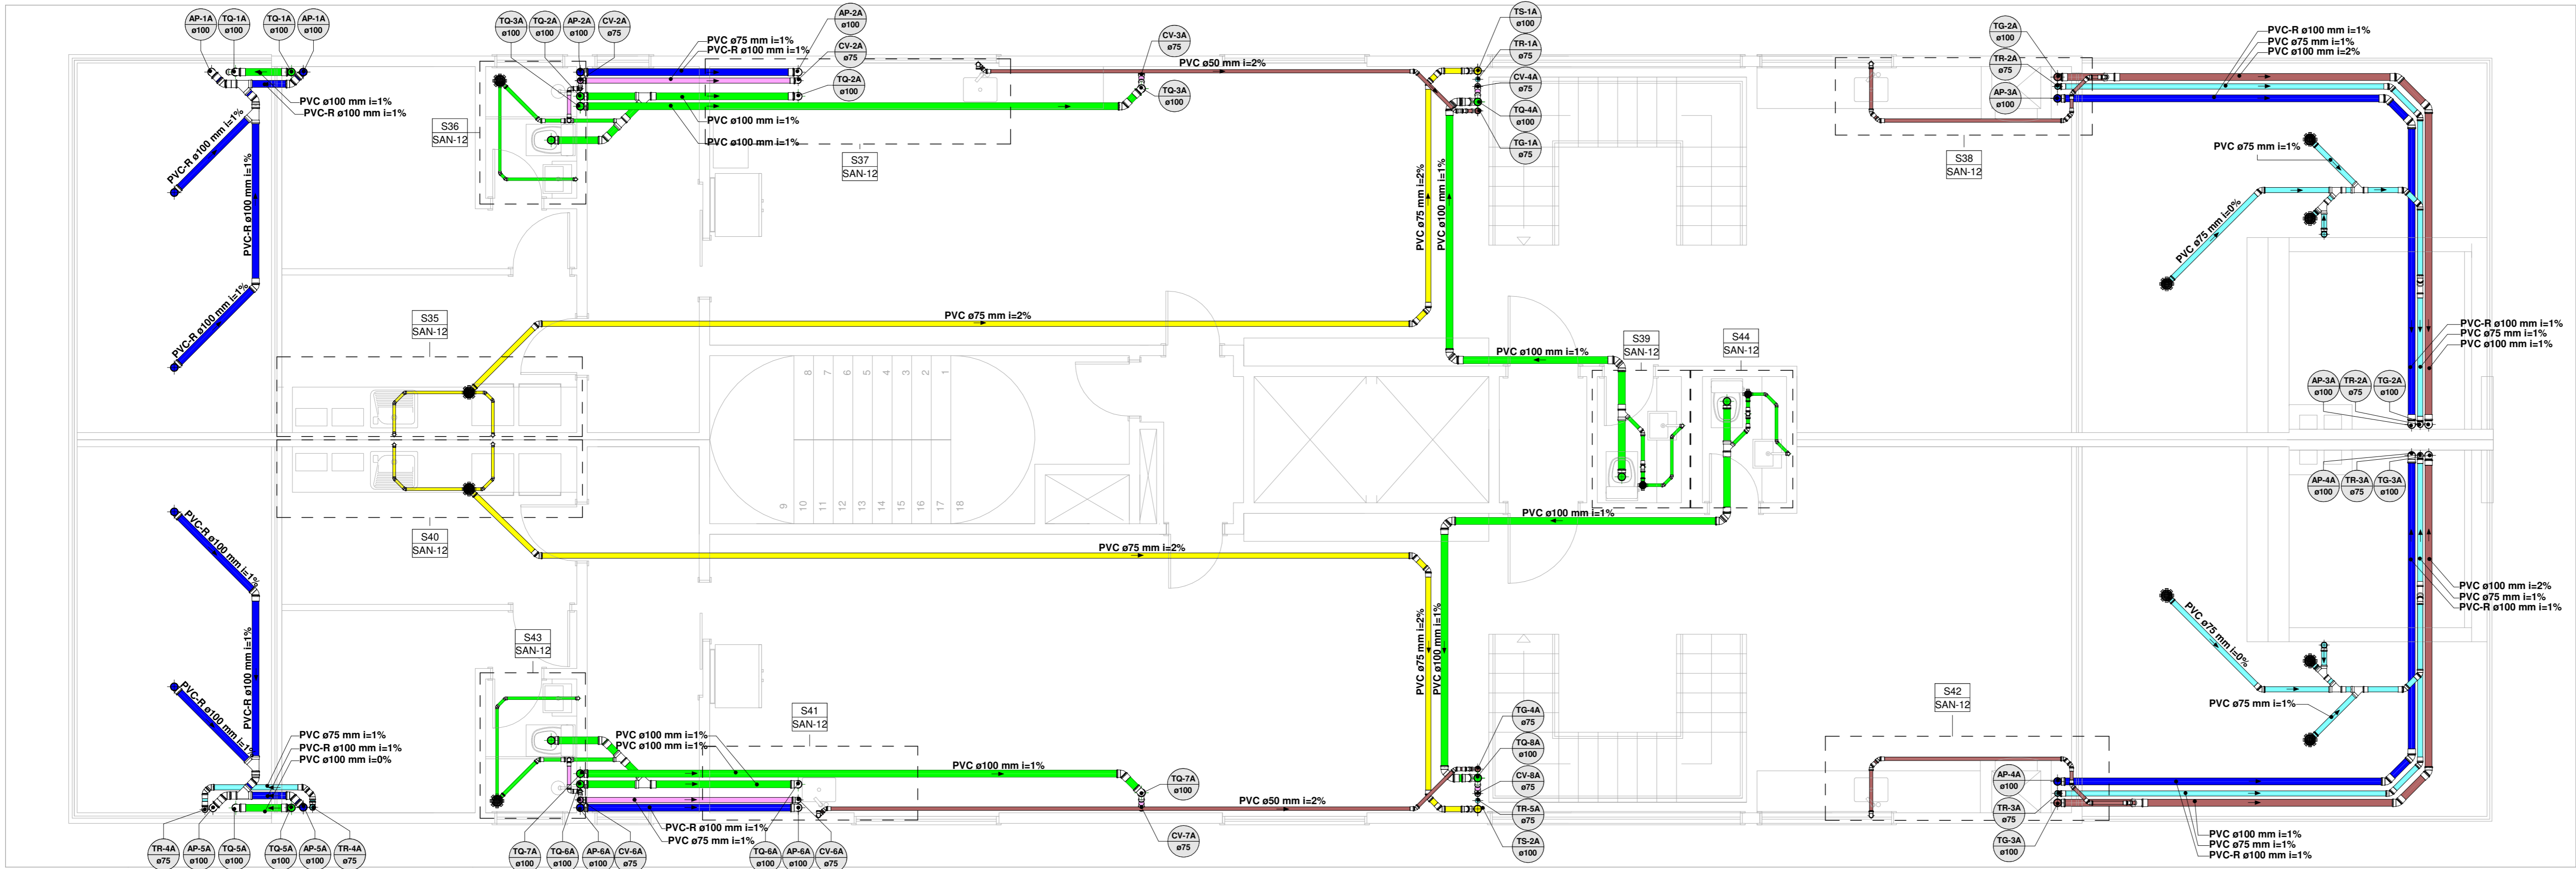 AP-1A
ø100
TQ-1A
ø100
TQ-1A
ø100
AP-1A
ø100
TQ-3A
ø100
TQ-2A
ø100
AP-2A
ø100
CV-2A
ø75
PVC ø75 mm i=1%
PVC-R ø100 mm i=1%
AP-2A
ø100
CV-2A
ø75
TQ-2A
ø100
CV-3A
ø75
TQ-3A
ø100
PVC ø50 mm i=2%
TS-1A
ø100
TR-1A
ø75
CV-4A
ø75
TQ-4A
ø100
TG-1A
ø75
TG-2A
ø100
TR-2A
ø75
AP-3A
ø100
PVC-R ø100 mm i=1%
PVC ø75 mm i=1%
PVC ø100 mm i=2%
PVC ø100 mm i=1%
PVC-R ø100 mm i=1%
PVC-R ø100 mm i=1%
PVC-R ø100 mm i=1%
PVC-R ø100 mm i=1%
S36
SAN-12
PVC ø100 mm i=1%
PVC ø100 mm i=1%
S37
SAN-12
PVC ø75 mm i=2%
PVC ø100 mm i=1%
S38
SAN-12
PVC ø75 mm i=1%
PVC ø75 mm i=0%
S35
SAN-12
PVC ø75 mm i=2%
PVC ø100 mm i=1%
S39
SAN-12
S44
SAN-12
PVC-R ø100 mm i=1%
PVC ø75 mm i=1%
PVC ø100 mm i=1%
AP-3A
ø100
TR-2A
ø75
TG-2A
ø100
8
7
6
5
4
3
2
1
9
10
11
12
13
14
15
16
17
18
AP-4A
ø100
TR-3A
ø75
TG-3A
ø100
S40
SAN-12
PVC ø75 mm i=2%
PVC ø100 mm i=1%
PVC-R ø100 mm i=1%
PVC-R ø100 mm i=1%
PVC-R ø100 mm i=1%
PVC ø75 mm i=2%
PVC ø100 mm i=1%
PVC ø100 mm i=2%
PVC ø75 mm i=1%
PVC-R ø100 mm i=1%
PVC ø75 mm i=0%
PVC ø75 mm i=1%
S43
SAN-12
S41
SAN-12
S42
SAN-12
PVC ø75 mm i=1%
PVC-R ø100 mm i=1%
PVC ø100 mm i=0%
PVC ø100 mm i=1%
PVC ø100 mm i=1%
PVC ø100 mm i=1%
PVC ø50 mm i=2%
TQ-7A
ø100
CV-7A
ø75
TG-4A
ø75
TQ-8A
ø100
CV-8A
ø75
TR-5A
ø75
TS-2A
ø100
AP-4A
ø100
TR-3A
ø75
TG-3A
ø100
PVC ø100 mm i=1%
PVC ø75 mm i=1%
PVC-R ø100 mm i=1%
PVC-R ø100 mm i=1%
PVC ø75 mm i=1%
TR-4A
ø75
AP-5A
ø100
TQ-5A
ø100
TQ-5A
ø100
AP-5A
ø100
TR-4A
ø75
TQ-7A
ø100
TQ-6A
ø100
AP-6A
ø100
CV-6A
ø75
TQ-6A
ø100
AP-6A
ø100
CV-6A
ø75